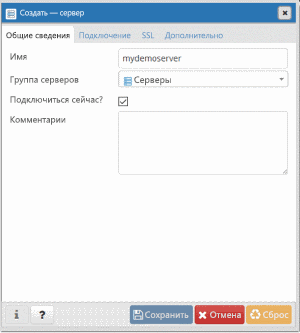 Создать — сервер
Общие сведения Подключение SSL Дополнительно
Имя mydemoserver
Группа серверов Серверы
Подключиться сейчас?
Комментарии
i ? Сохранить Отмена Сброс